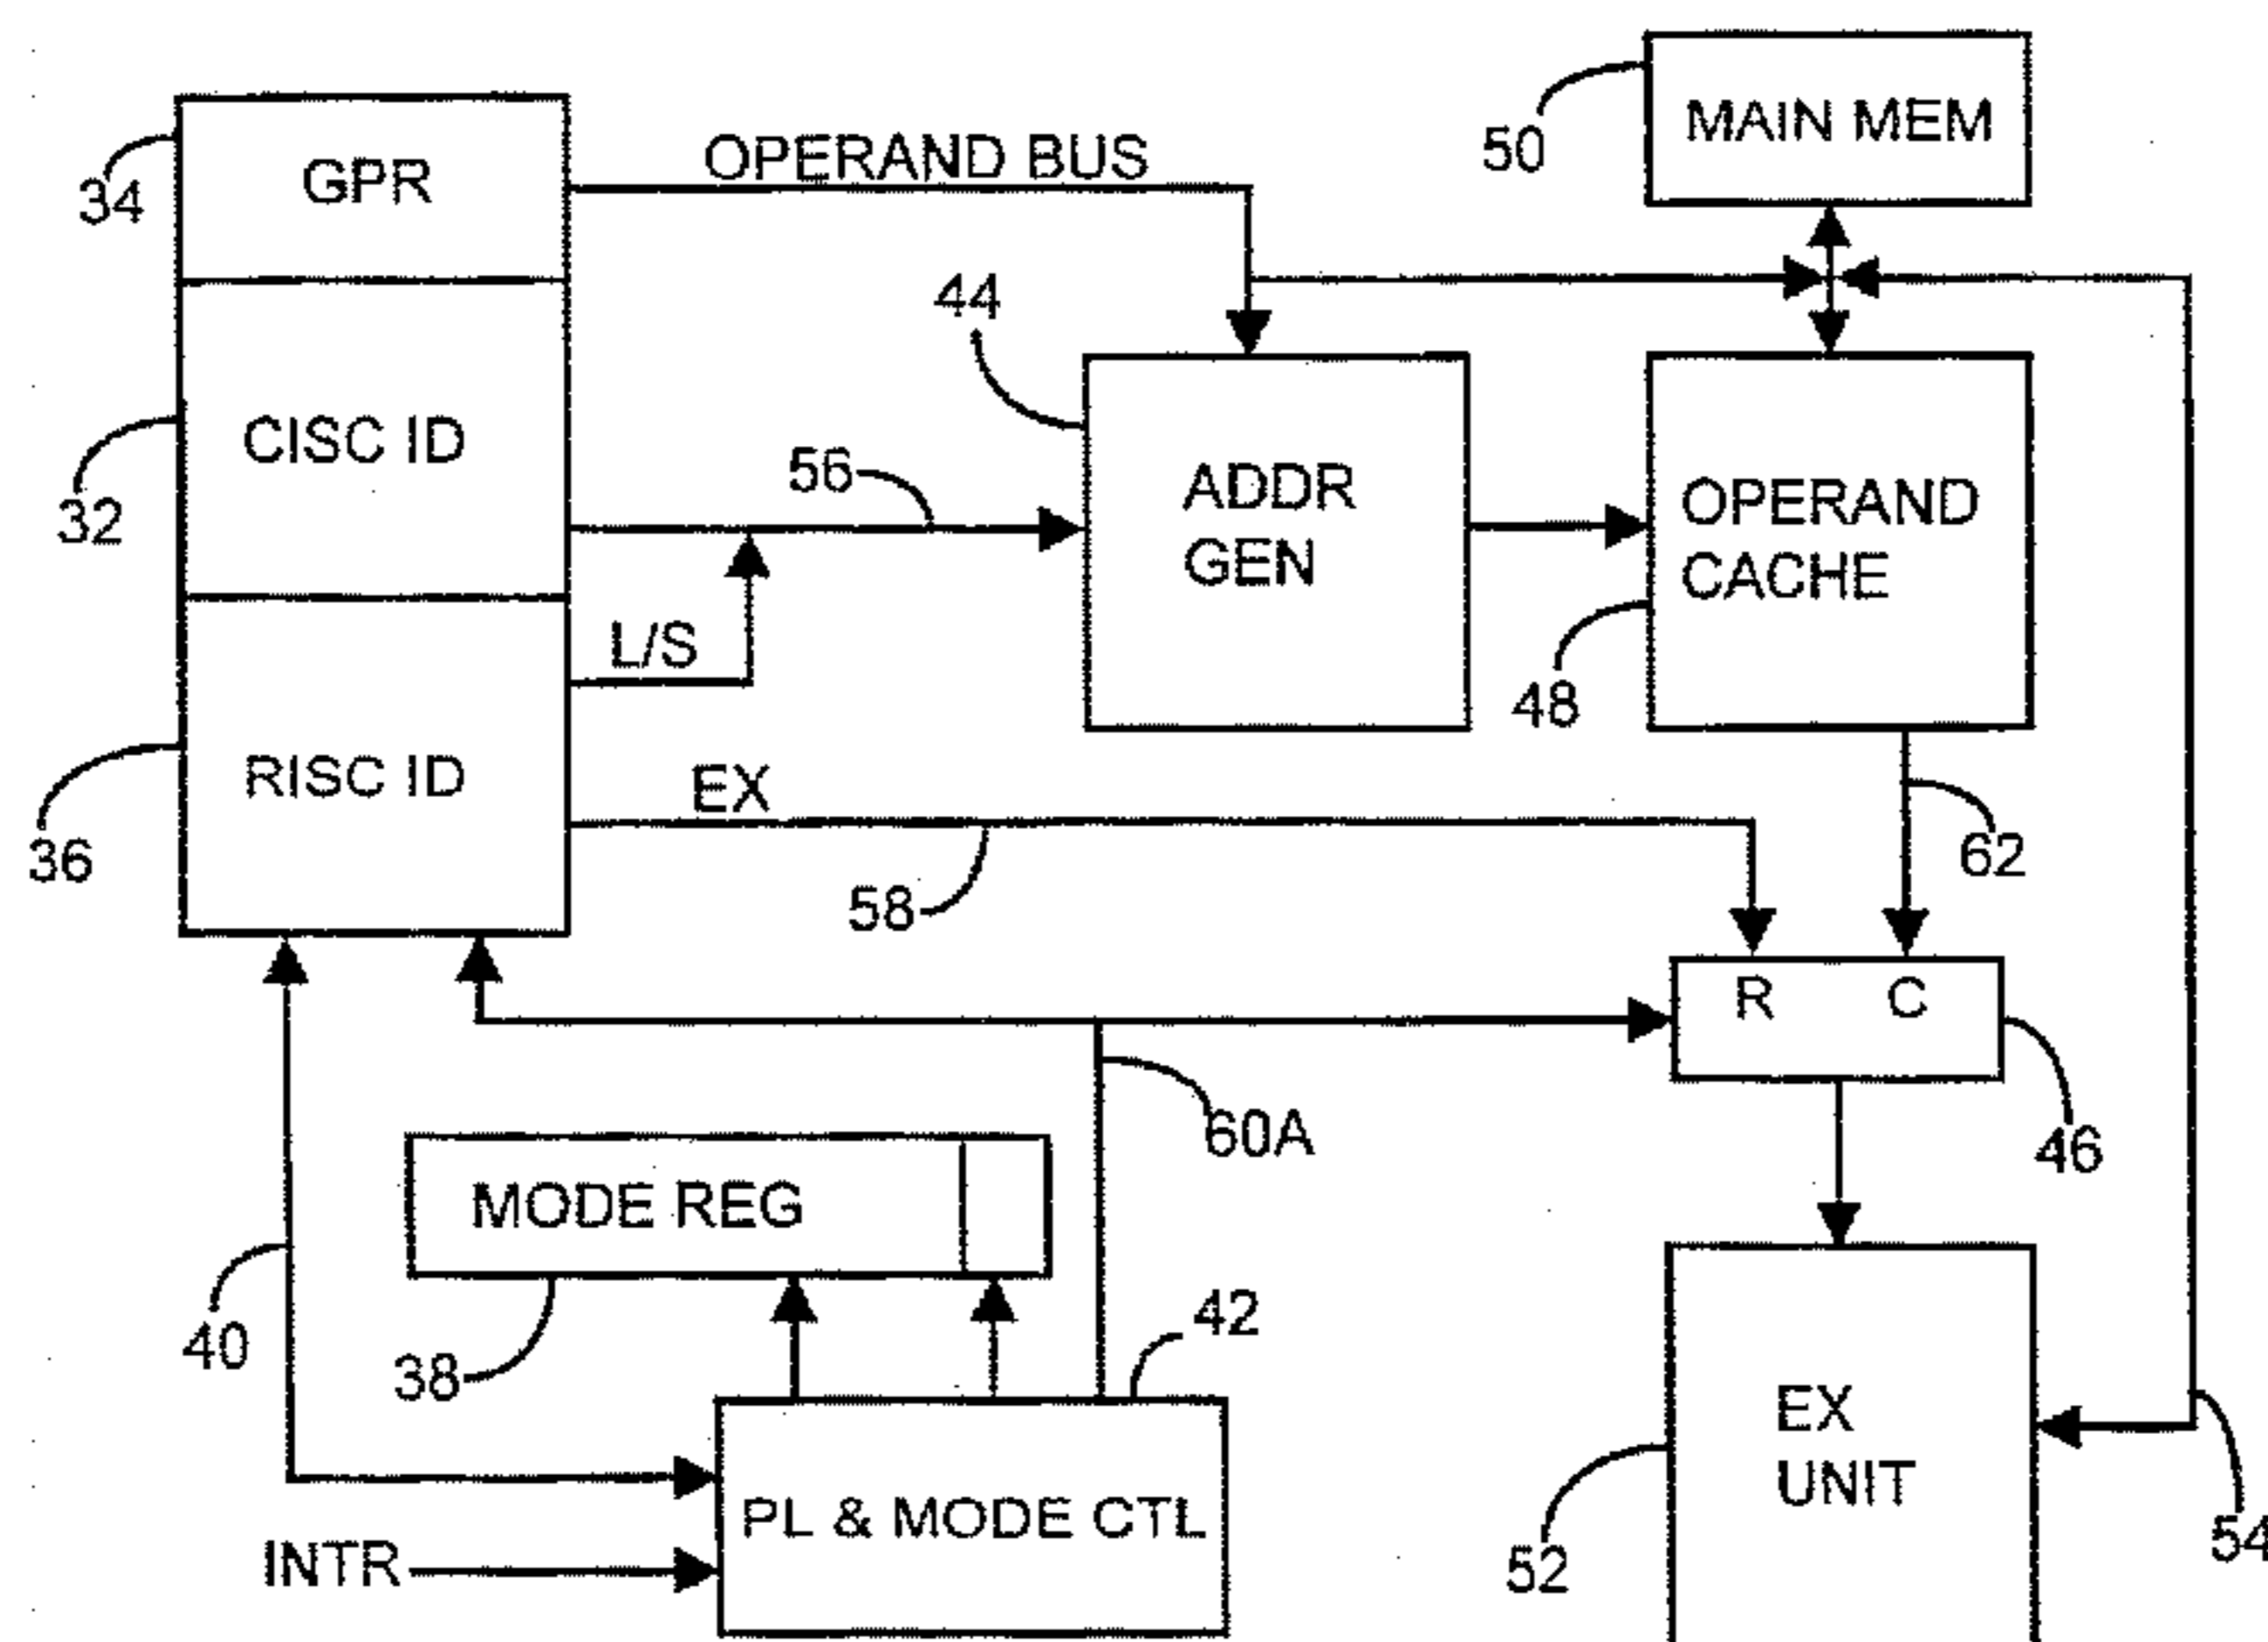 MAIN MEM
50
GPR
34
OPERAND BUS
44
CISC ID
32
56
ADDR
GEN
OPERAND
CACHE
48
L/S
RISC ID
36
EX
58
62
R C
46
60A
MODE REG
38
40
42
PL & MODE CTL
INTR
EX
UNIT
52
54